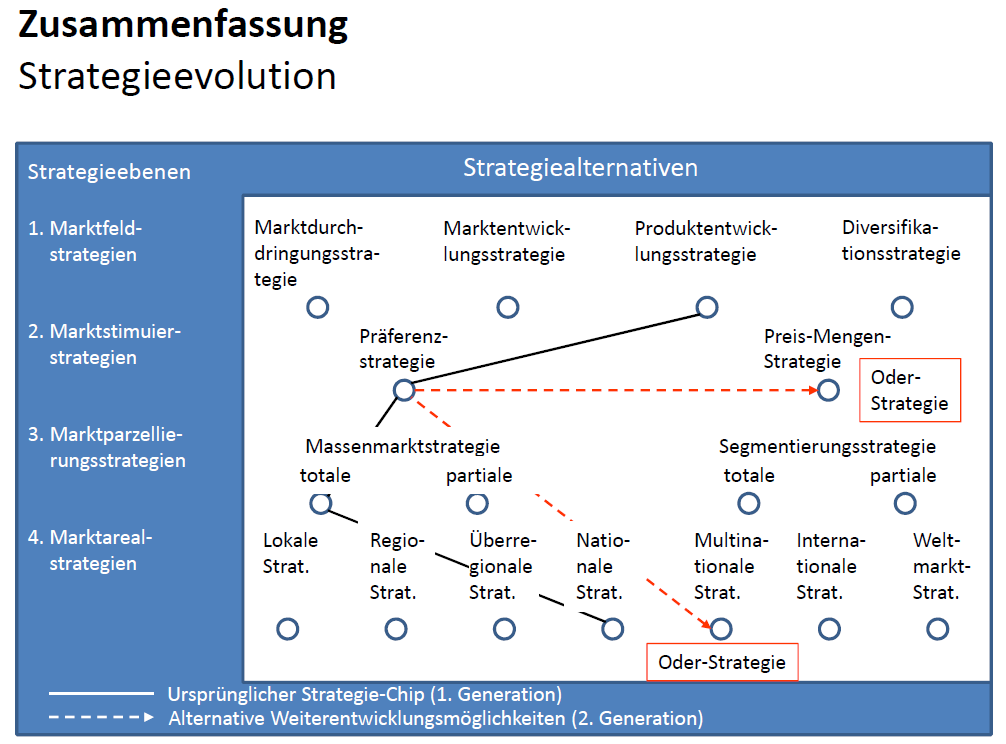 Zusammenfassung
Strategieevolution
Strategieebenen
Strategiealternativen
1. Marktfeld-
strategien
Marktdurch-
dringungsstra-
tegie
Marktentwick-
lungsstrategie
Produktentwick-
lungsstrategie
Diversifika-
tionsstrategie
2. Marktstimuier-
strategien
Präferenz-
strategie
Preis-Mengen-
Strategie
Oder-
Strategie
3. Marktparzellie-
rungsstrategien
Massenmarktstrategie
totale
partiale
Segmentierungsstrategie
totale
partiale
4. Marktareal-
strategien
Lokale
Strat.
Regio-
nale
Strat.
Überre-
gionale
Strat.
Natio-
nale
Strat.
Multina-
tionale
Strat.
Interna-
tionale
Strat.
Welt-
markt-
Strat.
Oder-Strategie
Ursprünglicher Strategie-Chip (1. Generation)
Alternative Weiterentwicklungsmöglichkeiten (2. Generation)